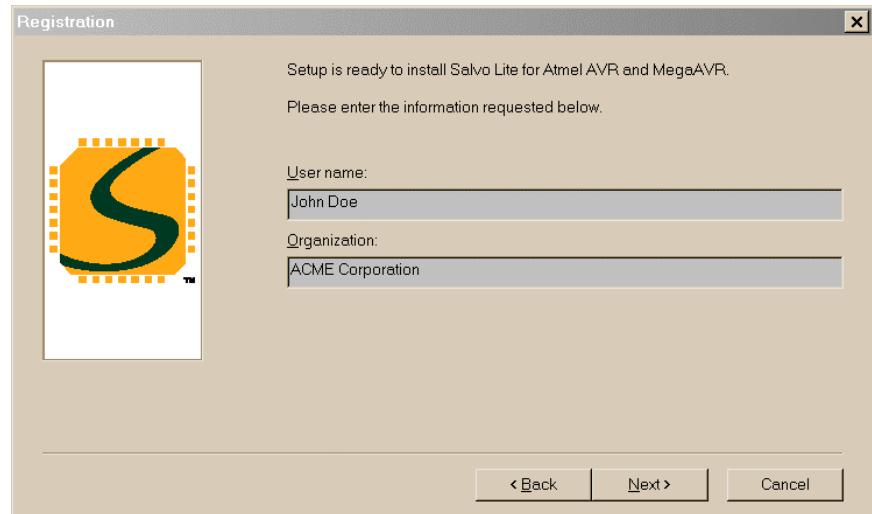 Registration
Setup is ready to install Salvo Lite for Atmel AVR and MegaAVR.
Please enter the information requested below.
User name:
John Doe
Organization:
ACME Corporation
TM
< Back
Next >
Cancel